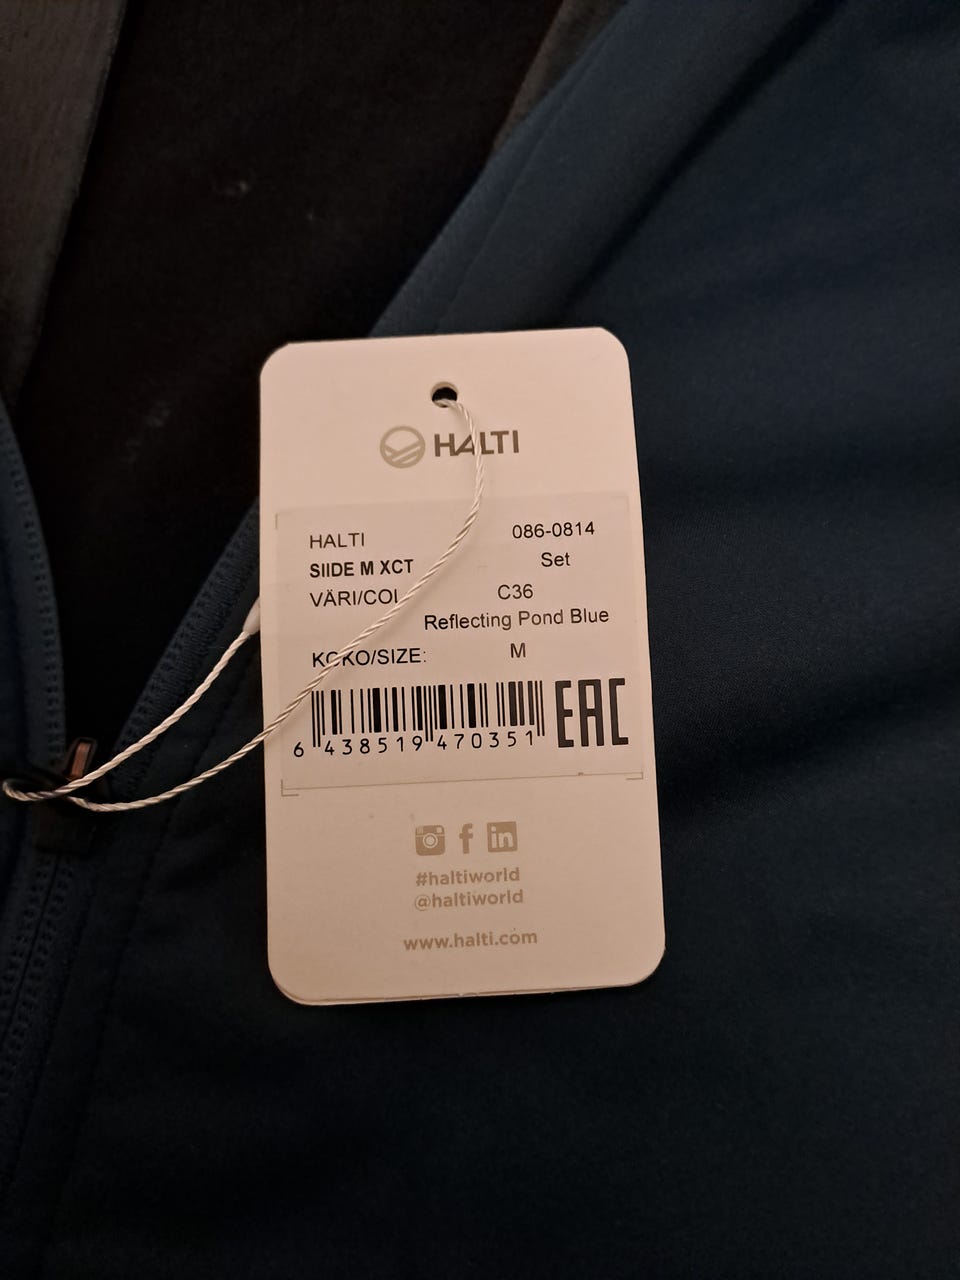 HALTI
HALTI 086-0814
SIIDE M XCT Set
VÄRI/COL C36
Reflecting Pond Blue
KOKO/SIZE: M
6 438519 470351 EAC
#haltiworld
@haltiworld
www.halti.com